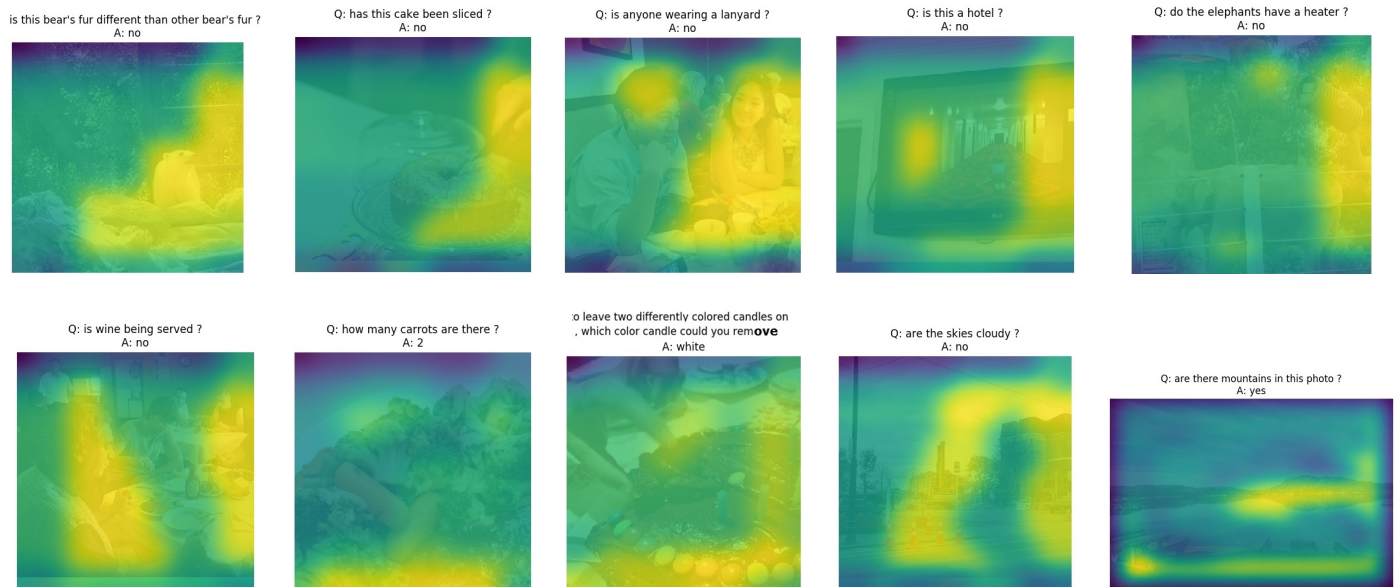 is this bear's fur different than other bear's fur ?
A: no
Q: has this cake been sliced ?
A: no
Q: is anyone wearing a lanyard ?
A: no
Q: is this a hotel ?
A: no
Q: do the elephants have a heater ?
A: no
Q: is wine being served ?
A: no
Q: how many carrots are there ?
A: 2
to leave two differently colored candles on
, which color candle could you remove
A: white
Q: are the skies cloudy ?
A: no
Q: are there mountains in this photo ?
A: yes